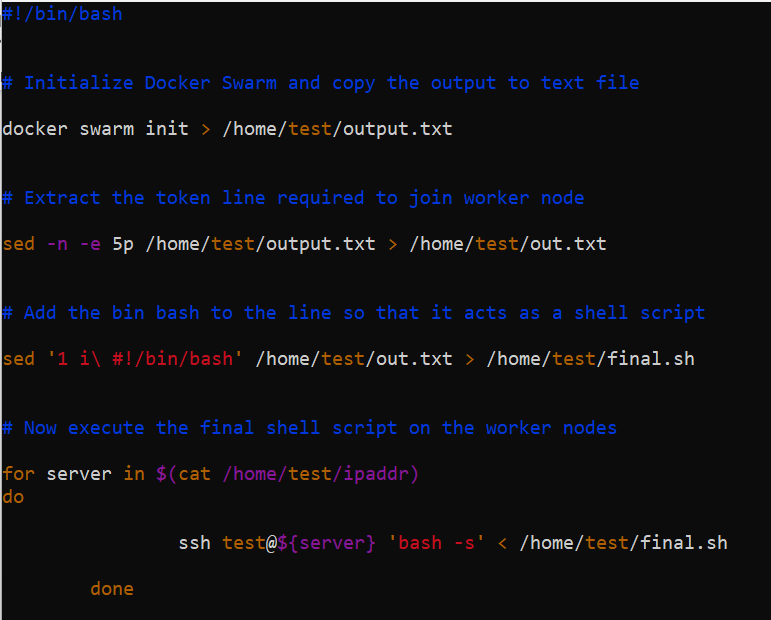 #!/bin/bash
# Initialize Docker Swarm and copy the output to text file
docker swarm init > /home/test/output.txt
# Extract the token line required to join worker node
sed -n -e 5p /home/test/output.txt > /home/test/out.txt
# Add the bin bash to the line so that it acts as a shell script
sed '1 i\ #!/bin/bash' /home/test/out.txt > /home/test/final.sh
# Now execute the final shell script on the worker nodes
for server in $(cat /home/test/ipaddr)
do
ssh test@${server} 'bash -s' < /home/test/final.sh
done